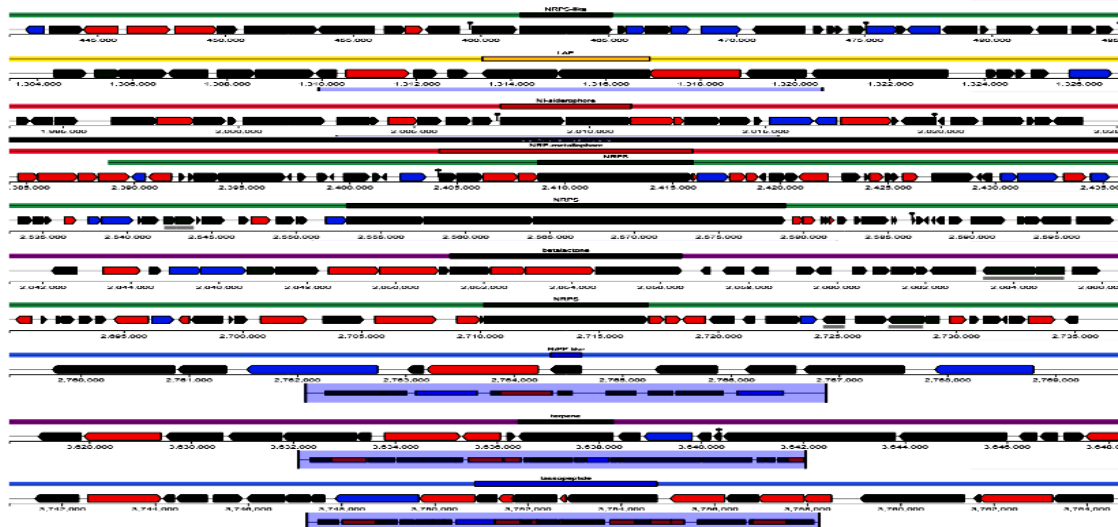 NRPS-like
445,000 450,000 455,000 460,000 465,000 470,000 475,000 480,000
LAP
1,304,000 1,306,000 1,308,000 1,310,000 1,312,000 1,314,000 1,316,000 1,318,000 1,320,000 1,322,000 1,324,000 1,326,000
NI-siderophore
1,995,000 2,000,000 2,005,000 2,010,000 2,015,000 2,020,000
NRP-metallophore
NRPS
2,385,000 2,390,000 2,395,000 2,400,000 2,405,000 2,410,000 2,415,000 2,420,000 2,425,000 2,430,000 2,435,000
NRPS
2,535,000 2,540,000 2,545,000 2,550,000 2,555,000 2,560,000 2,565,000 2,570,000 2,575,000 2,580,000 2,585,000 2,590,000 2,595,000
betalactone
2,642,000 2,644,000 2,646,000 2,648,000 2,650,000 2,652,000 2,654,000 2,656,000 2,658,000 2,660,000 2,662,000 2,664,000
NRPS
2,695,000 2,700,000 2,705,000 2,710,000 2,715,000 2,720,000 2,725,000 2,730,000 2,735,000
RiPP-like
2,760,000 2,761,000 2,762,000 2,763,000 2,764,000 2,765,000 2,766,000 2,767,000 2,768,000 2,769,000
terpene
3,628,000 3,630,000 3,632,000 3,634,000 3,636,000 3,638,000 3,640,000 3,642,000 3,644,000 3,646,000
lassopeptide
3,742,000 3,744,000 3,746,000 3,748,000 3,750,000 3,752,000 3,754,000 3,756,000 3,758,000 3,760,000 3,762,000 3,764,000